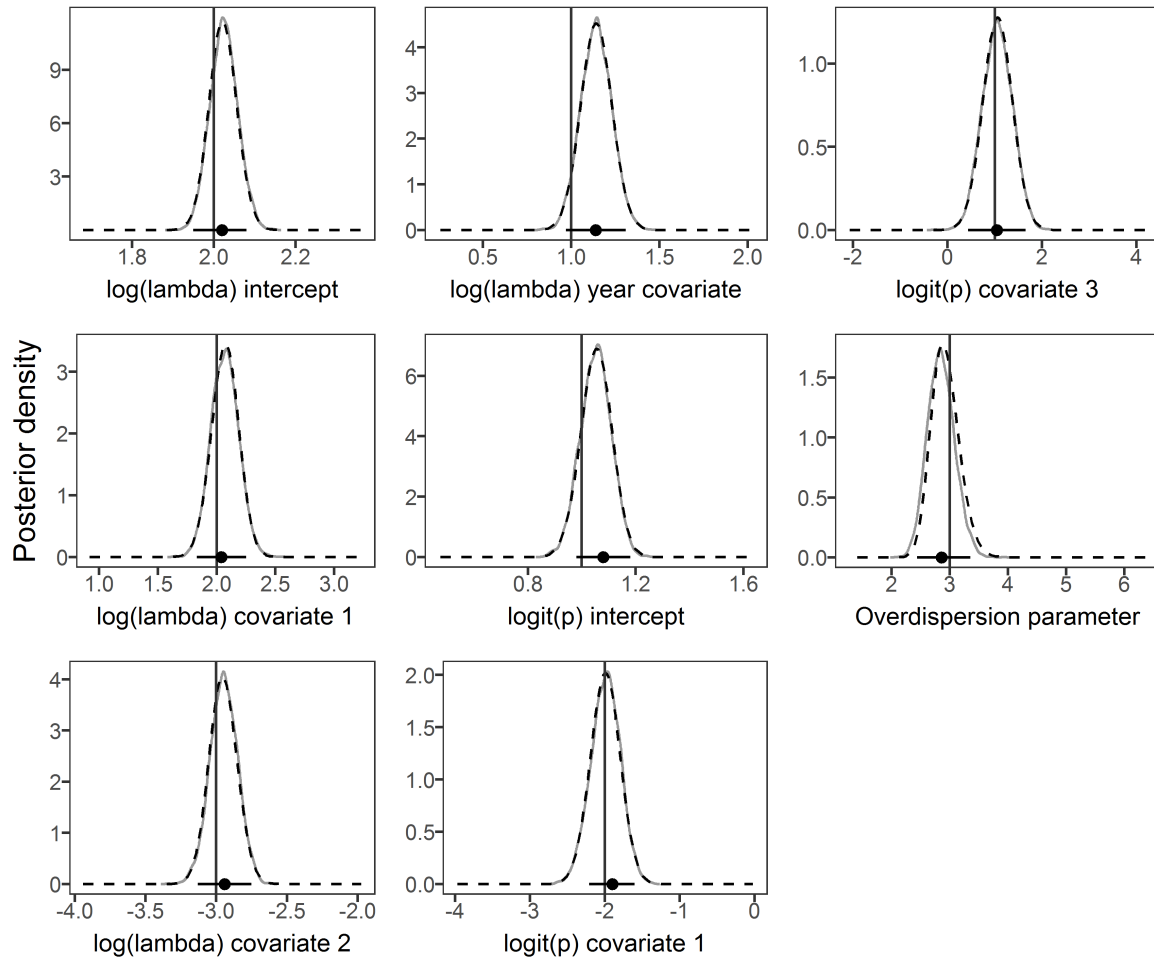 9
6
3
1.8 2.0 2.2
log(lambda) intercept
4
3
2
1
0
0.5 1.0 1.5 2.0
log(lambda) year covariate
1.0
0.5
0.0
-2 0 2 4
logit(p) covariate 3
Posterior density
3
2
1
0
1.0 1.5 2.0 2.5 3.0
log(lambda) covariate 1
6
4
2
0
0.8 1.2 1.6
logit(p) intercept
1.5
1.0
0.5
0.0
2 3 4 5 6
Overdispersion parameter
4
3
2
1
0
-4.0 -3.5 -3.0 -2.5 -2.0
log(lambda) covariate 2
2.0
1.5
1.0
0.5
0.0
-4 -3 -2 -1 0
logit(p) covariate 1